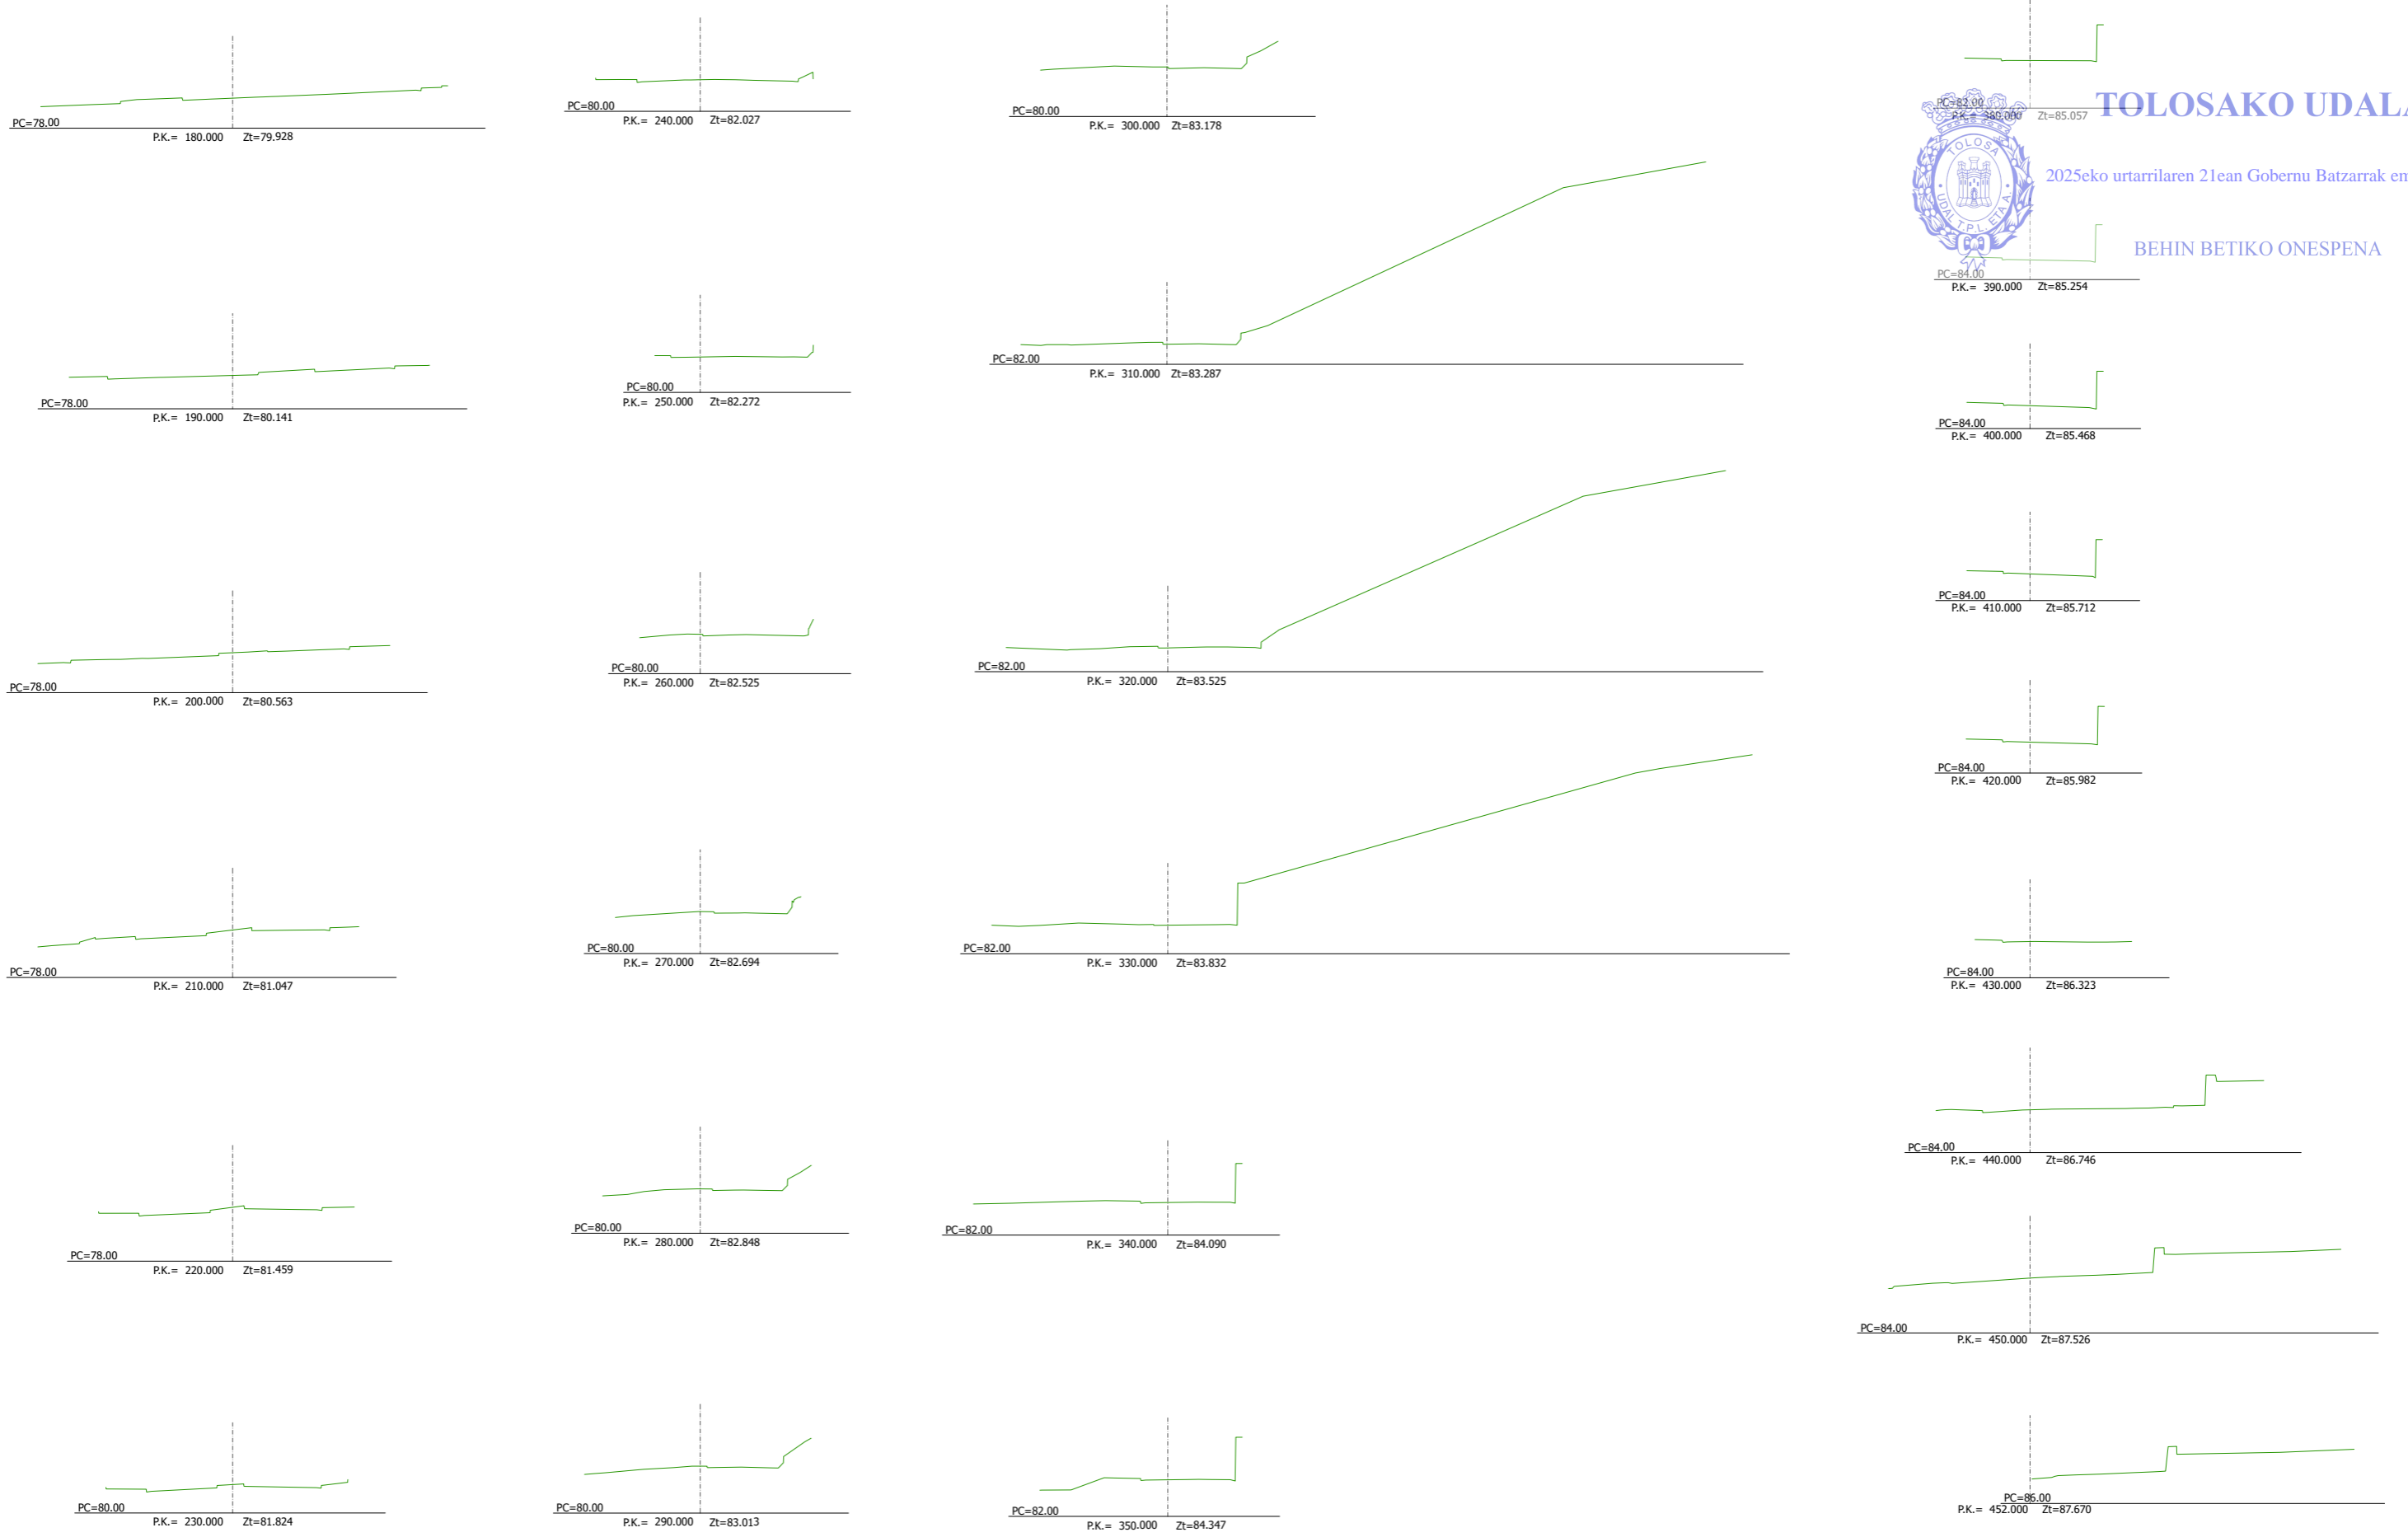 PC=78.00
P.K.= 180.000 Zt=79.928
PC=78.00
P.K.= 190.000 Zt=80.141
PC=78.00
P.K.= 200.000 Zt=80.563
PC=78.00
P.K.= 210.000 Zt=81.047
PC=78.00
P.K.= 220.000 Zt=81.459
PC=80.00
P.K.= 230.000 Zt=81.824
PC=80.00
P.K.= 240.000 Zt=82.027
PC=80.00
P.K.= 250.000 Zt=82.272
PC=80.00
P.K.= 260.000 Zt=82.525
PC=80.00
P.K.= 270.000 Zt=82.694
PC=80.00
P.K.= 280.000 Zt=82.848
PC=80.00
P.K.= 290.000 Zt=83.013
PC=80.00
P.K.= 300.000 Zt=83.178
PC=82.00
P.K.= 310.000 Zt=83.287
PC=82.00
P.K.= 320.000 Zt=83.525
PC=82.00
P.K.= 330.000 Zt=83.832
PC=82.00
P.K.= 340.000 Zt=84.090
PC=82.00
P.K.= 350.000 Zt=84.347
PC=82.00
P.K.= 380.000 Zt=85.057
TOLOSAKO UDALA
TOLOSA
UDAL T.P.L. ETA A.
2025eko urtarrilaren 21ean Gobernu Batzarrak
BEHIN BETIKO ONESPENA
PC=84.00
P.K.= 390.000 Zt=85.254
PC=84.00
P.K.= 400.000 Zt=85.468
PC=84.00
P.K.= 410.000 Zt=85.712
PC=84.00
P.K.= 420.000 Zt=85.982
PC=84.00
P.K.= 430.000 Zt=86.323
PC=84.00
P.K.= 440.000 Zt=86.746
PC=84.00
P.K.= 450.000 Zt=87.526
PC=86.00
P.K.= 452.000 Zt=87.670